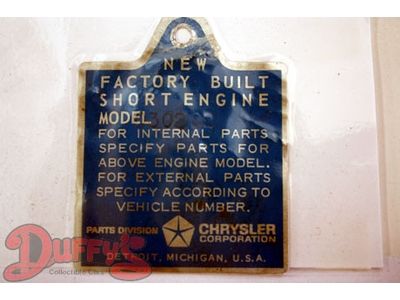 NEW
FACTORY BUILT
SHORT ENGINE
MODEL
FOR INTERNAL PARTS
SPECIFY PARTS FOR
ABOVE ENGINE MODEL.
FOR EXTERNAL PARTS
SPECIFY ACCORDING TO
VEHICLE NUMBER.
PARTS DIVISION CHRYSLER
CORPORATION
DETROIT, MICHIGAN, U.S.A.
Duffy's
Collectible Cars